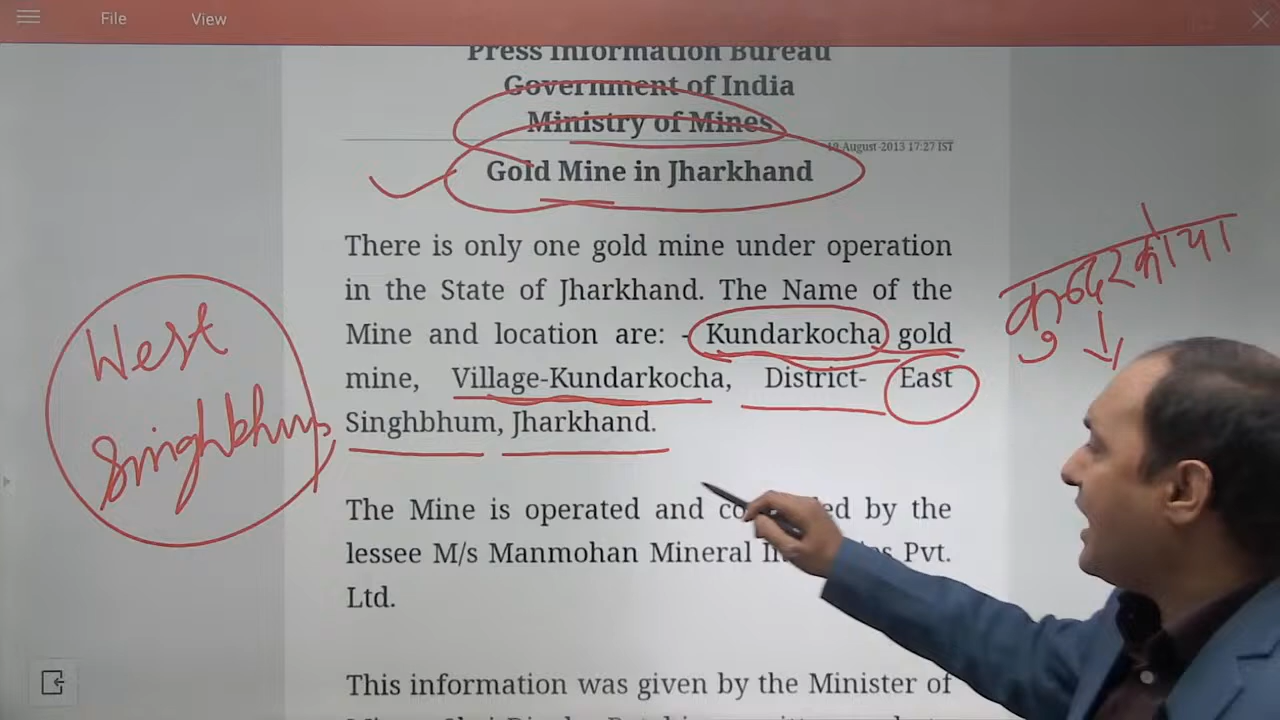 File View
Press Information Bureau
Government of India
Ministry of Mines
19-August-2013 17:27 IST
Gold Mine in Jharkhand
There is only one gold mine under operation
in the State of Jharkhand. The Name of the
Mine and location are: - Kundarkocha gold
mine, Village-Kundarkocha, District- East
Singhbhum, Jharkhand.
The Mine is operated and by the
lessee M/s Manmohan Mineral Pvt.
Ltd.
This information was given by the Minister of
West
Singhbhum
कुन्दरकोचा